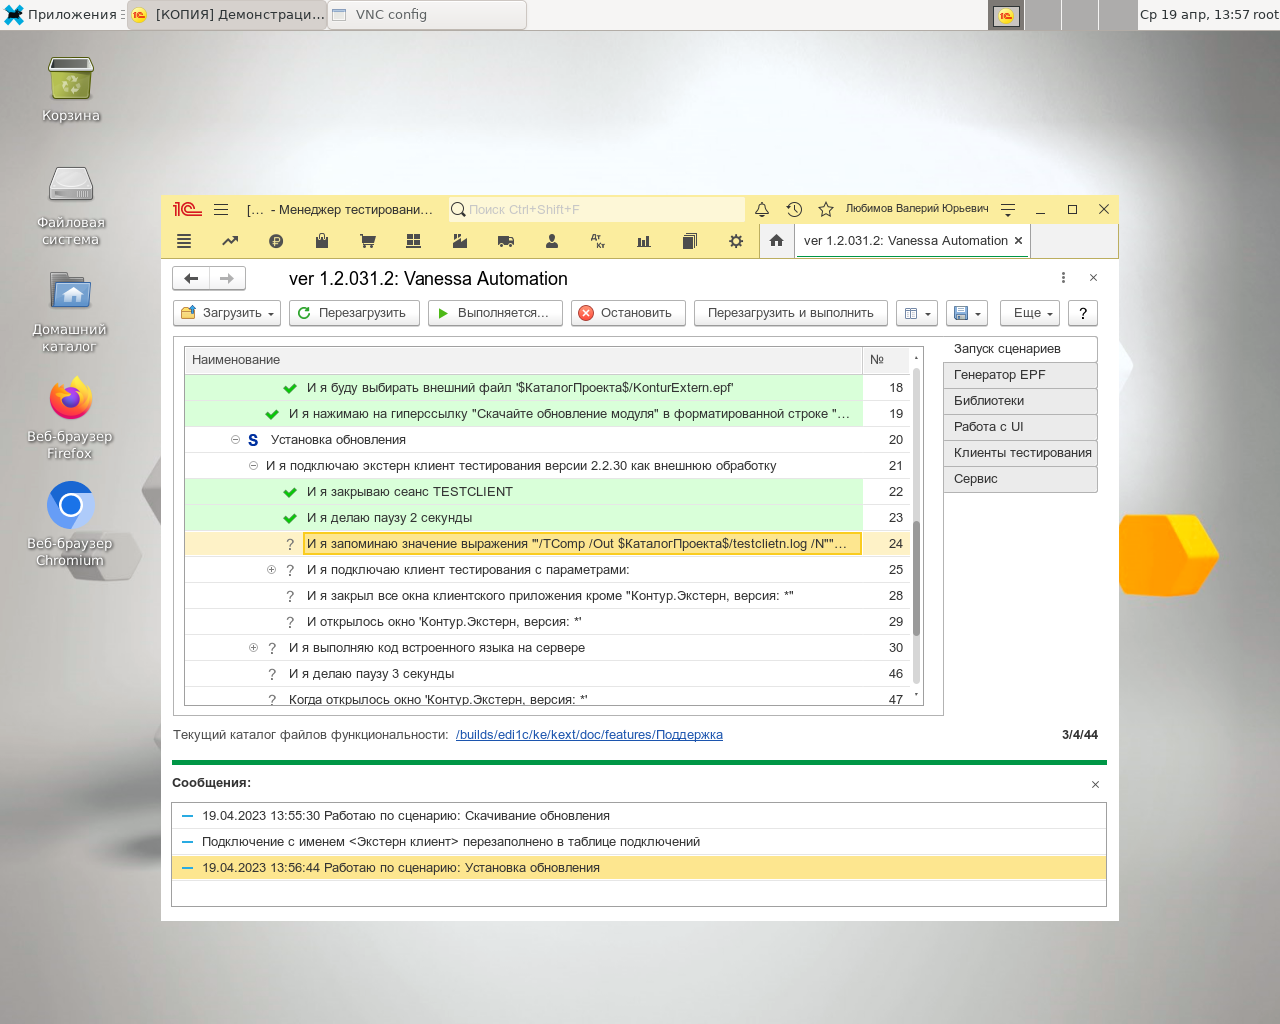 Приложения
[КОПИЯ] Демонстраци...
VNC config
Ср 19 апр, 13:57
root
Корзина
Файловая система
Домашний каталог
Веб-браузер Firefox
Веб-браузер Chromium
[... - Менеджер тестировани...
Поиск Ctrl+Shift+F
Любимов Валерий Юрьевич
ver 1.2.031.2: Vanessa Automation
ver 1.2.031.2: Vanessa Automation
Загрузить
Перезагрузить
Выполняется...
Остановить
Перезагрузить и выполнить
Еще
?
Запуск сценариев
Генератор EPF
Библиотеки
Работа с UI
Клиенты тестирования
Сервис
Наименование №
И я буду выбирать внешний файл '$КаталогПроекта$/KonturExtern.epf' 18
И я нажимаю на гиперссылку "Скачайте обновление модуля" в форматированной строке "... 19
S Установка обновления 20
И я подключаю экстерн клиент тестирования версии 2.2.30 как внешнюю обработку 21
И я закрываю сеанс TESTCLIENT 22
И я делаю паузу 2 секунды 23
? И я запоминаю значение выражения '"/TComp /Out $КаталогПроекта$/testclietn.log /N""... 24
? И я подключаю клиент тестирования с параметрами: 25
? И я закрыл все окна клиентского приложения кроме "Контур.Экстерн, версия: *" 28
? И открылось окно 'Контур.Экстерн, версия: *' 29
? И я выполняю код встроенного языка на сервере 30
? И я делаю паузу 3 секунды 46
? Когда открылось окно 'Контур.Экстерн, версия: *' 47
Текущий каталог файлов функциональности: /builds/edi1c/ke/kext/doc/features/Поддержка 3/4/44
Сообщения:
19.04.2023 13:55:30 Работаю по сценарию: Скачивание обновления
Подключение с именем <Экстерн клиент> перезаполнено в таблице подключений
19.04.2023 13:56:44 Работаю по сценарию: Установка обновления